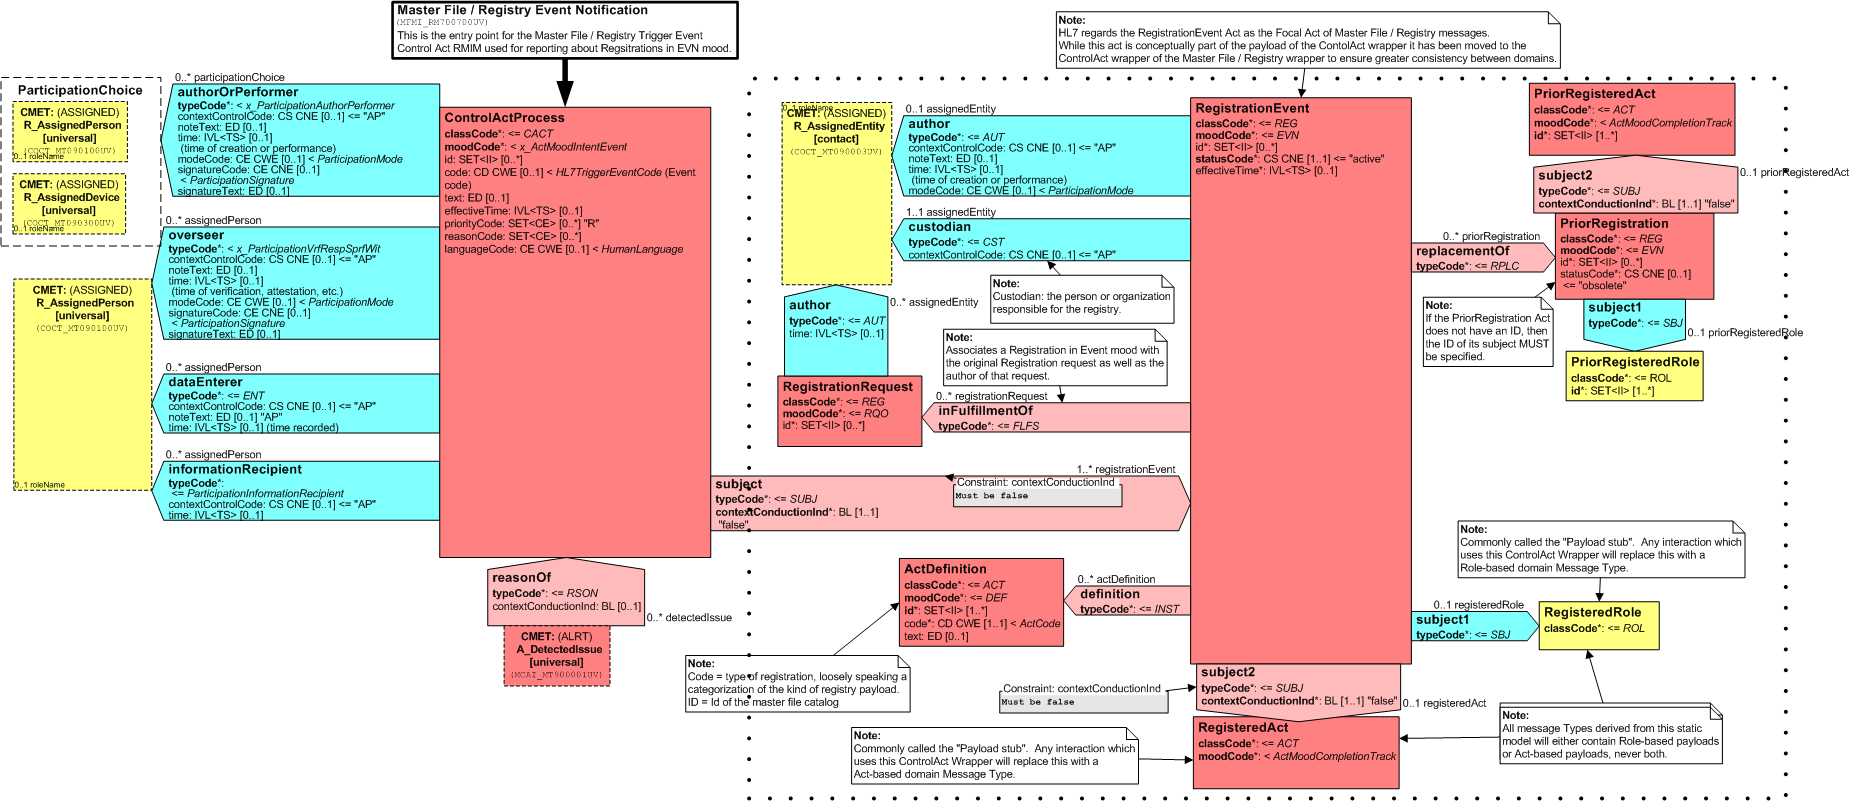 Master File / Registry Event Notification
(MFMI_RM700700UV)
This is the entry point for the Master File / Registry Trigger Event
Control Act RMIM used for reporting about Regsitrations in EVN mood.
Note:
HL7 regards the RegistrationEvent Act as the Focal Act of Master File / Registry messages.
While this act is conceptually part of the payload of the ContolAct wrapper it has been moved to the
ControlAct wrapper of the Master File / Registry wrapper to ensure greater consistency between domains.
ParticipationChoice
CMET: (ASSIGNED)
R_AssignedPerson
[universal]
(COCT_MT090100UV)
0..1 roleName
CMET: (ASSIGNED)
R_AssignedDevice
[universal]
(COCT_MT090300UV)
0..1 roleName
0..* participationChoice
authorOrPerformer
typeCode*: < x_ParticipationAuthorPerformer
contextControlCode: CS CNE [0..1] <= "AP"
noteText: ED [0..1]
time: IVL<TS> [0..1]
(time of creation or performance)
modeCode: CE CWE [0..1] < ParticipationMode
signatureCode: CE CNE [0..1]
< ParticipationSignature
signatureText: ED [0..1]
0..* assignedPerson
overseer
typeCode*: < x_ParticipationVrfRespSprfWit
contextControlCode: CS CNE [0..1] <= "AP"
noteText: ED [0..1]
time: IVL<TS> [0..1]
(time of verification, attestation, etc.)
modeCode: CE CWE [0..1] < ParticipationMode
signatureCode: CE CNE [0..1]
< ParticipationSignature
signatureText: ED [0..1]
CMET: (ASSIGNED)
R_AssignedPerson
[universal]
(COCT_MT090100UV)
0..1 roleName
0..* assignedPerson
dataEnterer
typeCode*: <= ENT
contextControlCode: CS CNE [0..1] <= "AP"
noteText: ED [0..1] "AP"
time: IVL<TS> [0..1] (time recorded)
0..* assignedPerson
informationRecipient
typeCode*:
<= ParticipationInformationRecipient
contextControlCode: CS CNE [0..1] <= "AP"
time: IVL<TS> [0..1]
ControlActProcess
classCode*: <= CACT
moodCode*: < x_ActMoodIntentEvent
id: SET<II> [0..*]
code: CD CWE [0..1] < HL7TriggerEventCode (Event
code)
text: ED [0..1]
effectiveTime: IVL<TS> [0..1]
priorityCode: SET<CE> [0..*] "R"
reasonCode: SET<CE> [0..*]
languageCode: CE CWE [0..1] < HumanLanguage
reasonOf
typeCode*: <= RSON
contextConductionInd: BL [0..1]
0..* detectedIssue
CMET: (ALRT)
A_DetectedIssue
[universal]
(MCAI_MT900001UV)
1..* registrationEvent
subject
typeCode*: <= SUBJ
contextConductionInd*: BL [1..1]
"false"
Constraint: contextConductionInd
Must be false
0..1 roleName
CMET: (ASSIGNED)
R_AssignedEntity
[contact]
(COCT_MT090003UV)
0..1 assignedEntity
author
typeCode*: <= AUT
contextControlCode: CS CNE [0..1] <= "AP"
noteText: ED [0..1]
time: IVL<TS> [0..1]
(time of creation or performance)
modeCode: CE CWE [0..1] < ParticipationMode
1..1 assignedEntity
custodian
typeCode*: <= CST
contextControlCode: CS CNE [0..1] <= "AP"
Note:
Custodian: the person or organization
responsible for the registry.
0..* assignedEntity
author
typeCode*: <= AUT
time: IVL<TS> [0..1]
Note:
Associates a Registration in Event mood with
the original Registration request as well as the
author of that request.
RegistrationRequest
classCode*: <= REG
moodCode*: <= RQO
id*: SET<II> [0..*]
0..* registrationRequest
inFulfillmentOf
typeCode*: <= FLFS
RegistrationEvent
classCode*: <= REG
moodCode*: <= EVN
id*: SET<II> [0..*]
statusCode*: CS CNE [1..1] <= "active"
effectiveTime*: IVL<TS> [0..1]
PriorRegisteredAct
classCode*: <= ACT
moodCode*: < ActMoodCompletionTrack
id*: SET<II> [1..*]
0..1 priorRegisteredAct
subject2
typeCode*: <= SUBJ
contextConductionInd*: BL [1..1] "false"
PriorRegistration
classCode*: <= REG
moodCode*: <= EVN
id*: SET<II> [0..*]
statusCode*: CS CNE [0..1]
<= "obsolete"
0..* priorRegistration
replacementOf
typeCode*: <= RPLC
Note:
If the PriorRegistration Act
does not have an ID, then
the ID of its subject MUST
be specified.
subject1
typeCode*: <= SBJ
0..1 priorRegisteredRole
PriorRegisteredRole
classCode*: <= ROL
id*: SET<II> [1..*]
ActDefinition
classCode*: <= ACT
moodCode*: <= DEF
id*: SET<II> [1..*]
code*: CD CWE [1..1] < ActCode
text: ED [0..1]
0..* actDefinition
definition
typeCode*: <= INST
Note:
Code = type of registration, loosely speaking a
categorization of the kind of registry payload.
ID = Id of the master file catalog
Note:
Commonly called the "Payload stub".  Any interaction which
uses this ControlAct Wrapper will replace this with a
Role-based domain Message Type.
0..1 registeredRole
subject1
typeCode*: <= SBJ
RegisteredRole
classCode*: <= ROL
subject2
typeCode*: <= SUBJ
contextConductionInd*: BL [1..1] "false"
0..1 registeredAct
Constraint: contextConductionInd
Must be false
RegisteredAct
classCode*: <= ACT
moodCode*: < ActMoodCompletionTrack
Note:
Commonly called the "Payload stub".  Any interaction which
uses this ControlAct Wrapper will replace this with a
Act-based domain Message Type.
Note:
All message Types derived from this static
model will either contain Role-based payloads
or Act-based payloads, never both.